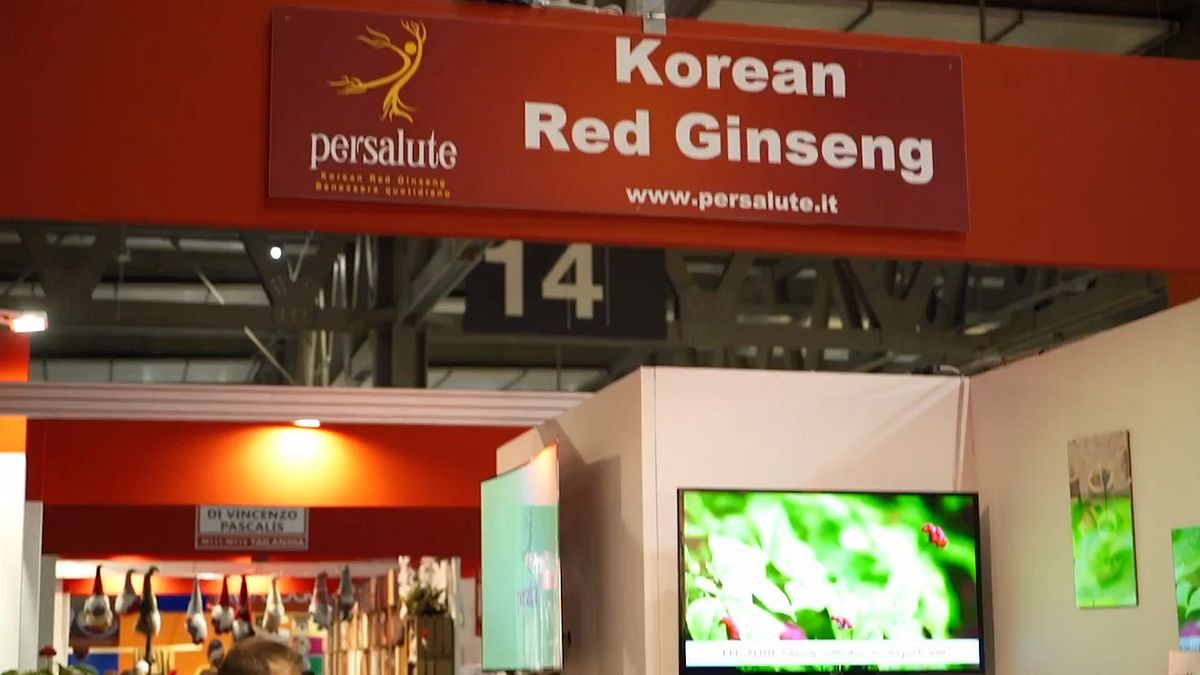 Korean
Red Ginseng
www.persalute.it
persalute
Korean Red Ginseng
Benessere quotidiano
14
DI VINCENZO
PASCALIS